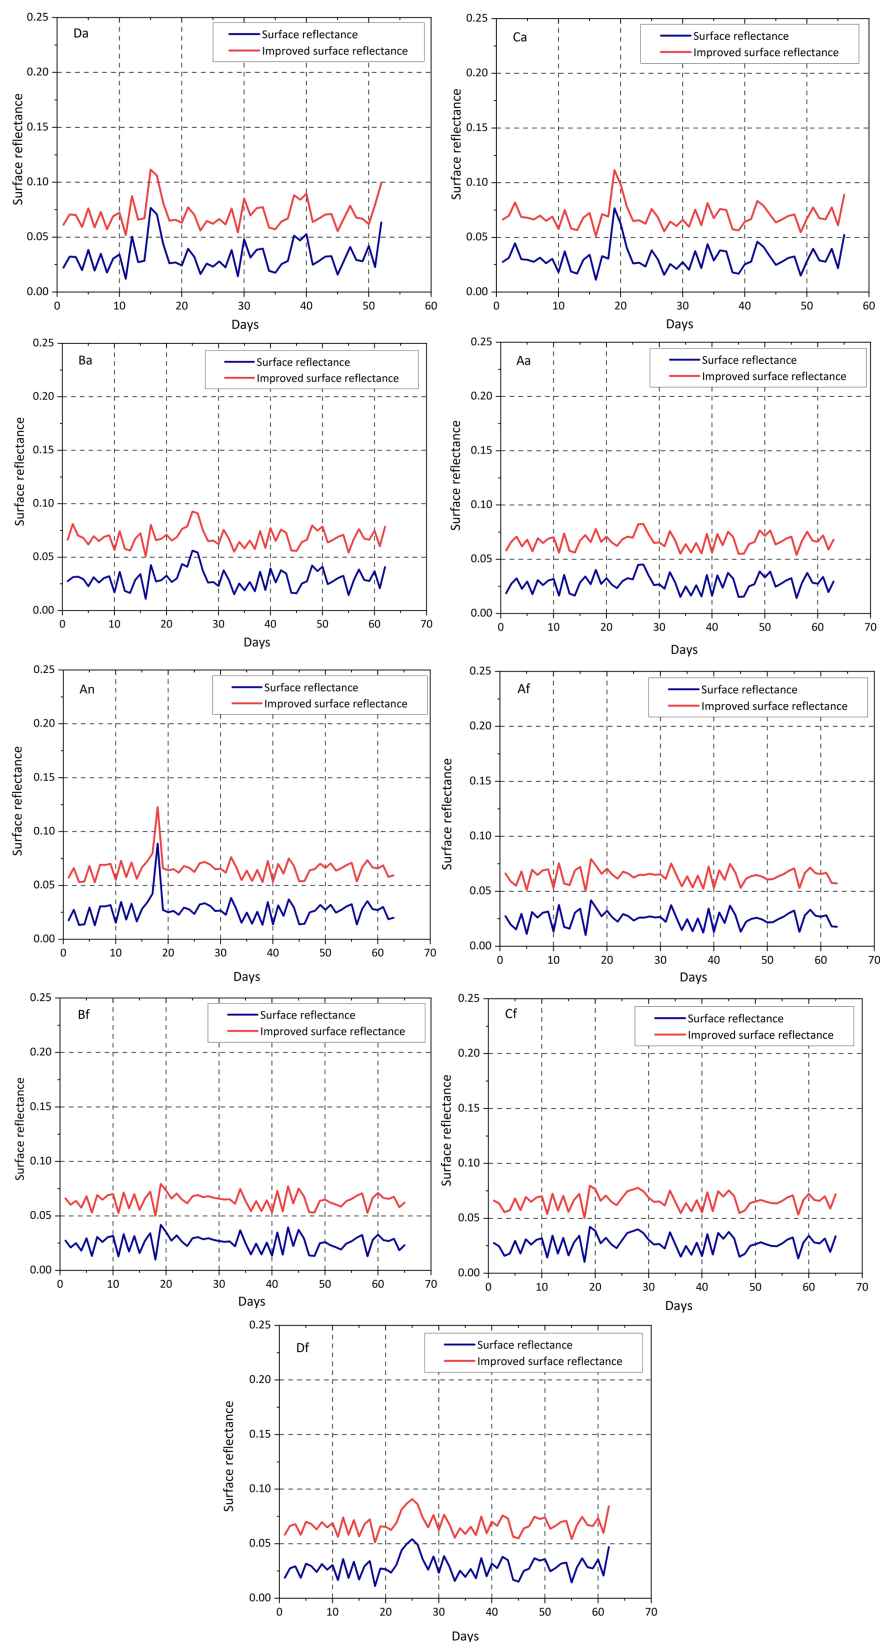 Da
Surface reflectance
Improved surface reflectance
0.25
0.20
0.15
0.10
0.05
0.00
Surface reflectance
0 10 20 30 40 50 60
Days
Ca
Surface reflectance
Improved surface reflectance
0.25
0.20
0.15
0.10
0.05
0.00
Surface reflectance
0 10 20 30 40 50 60
Days
Ba
Surface reflectance
Improved surface reflectance
0.25
0.20
0.15
0.10
0.05
0.00
Surface reflectance
0 10 20 30 40 50 60 70
Days
Aa
Surface reflectance
Improved surface reflectance
0.25
0.20
0.15
0.10
0.05
0.00
Surface reflectance
0 10 20 30 40 50 60 70
Days
An
Surface reflectance
Improved surface reflectance
0.25
0.20
0.15
0.10
0.05
0.00
Surface reflectance
0 10 20 30 40 50 60 70
Days
Af
Surface reflectance
Improved surface reflectance
0.25
0.20
0.15
0.10
0.05
0.00
Surface reflectance
0 10 20 30 40 50 60 70
Days
Bf
Surface reflectance
Improved surface reflectance
0.25
0.20
0.15
0.10
0.05
0.00
Surface reflectance
0 10 20 30 40 50 60 70
Days
Cf
Surface reflectance
Improved surface reflectance
0.25
0.20
0.15
0.10
0.05
0.00
Surface reflectance
0 10 20 30 40 50 60 70
Days
Df
Surface reflectance
Improved surface reflectance
0.25
0.20
0.15
0.10
0.05
0.00
Surface reflectance
0 10 20 30 40 50 60 70
Days